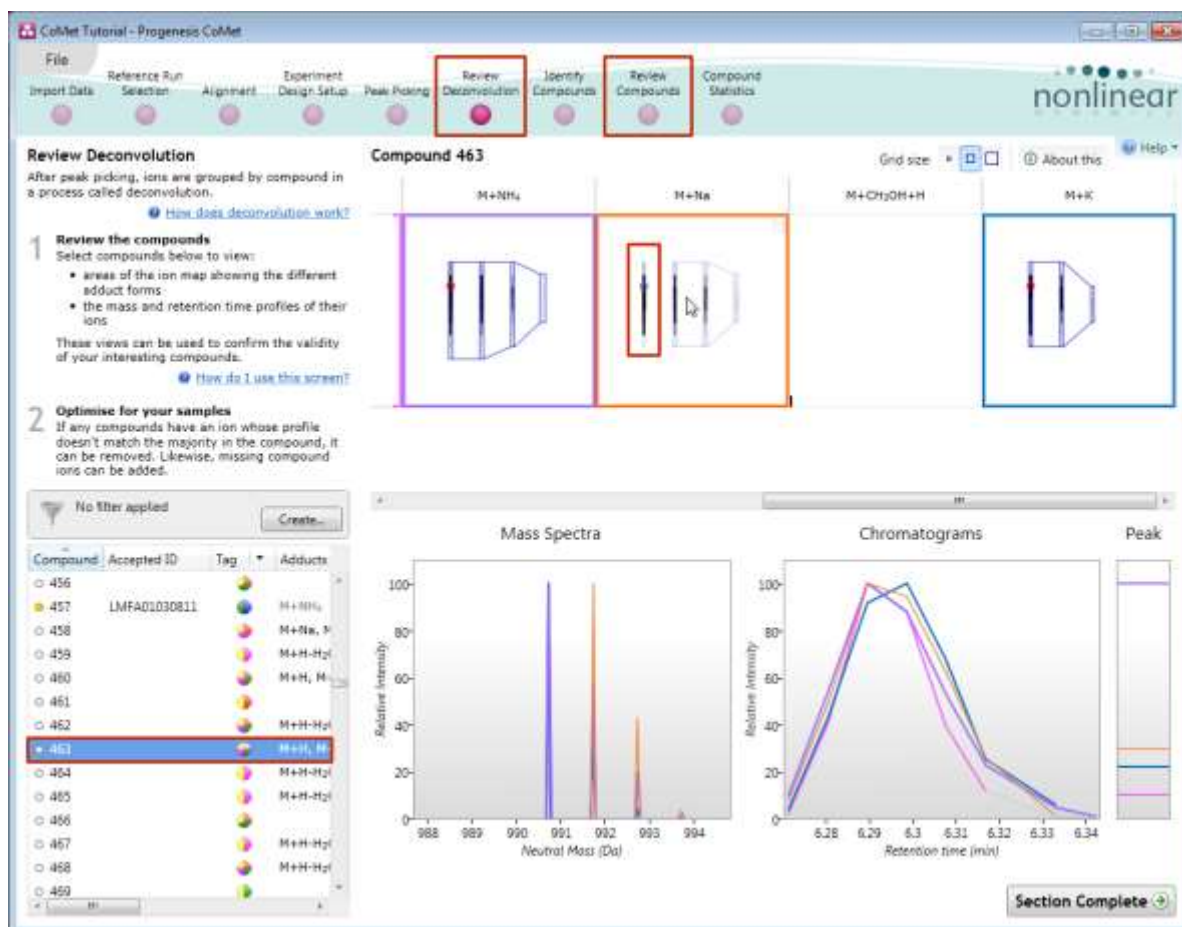 CoMet Tutorial - Progenesis CoMet
File
Import Data
Reference Run
Selection
Alignment
Experiment
Design Setup
Peak Picking
Review
Deconvolution
Identify
Compounds
Review
Compounds
Compound
Statistics
nonlinear
Review Deconvolution
After peak picking, ions are grouped by compound in
a process called deconvolution.
How does deconvolution work?
1 Review the compounds
Select compounds below to view:
• areas of the ion map showing the different
adduct forms
• the mass and retention time profiles of their
ions
These views can be used to confirm the validity
of your interesting compounds.
How do I use this screen?
2 Optimise for your samples
If any compounds have an ion whose profile
doesn't match the majority in the compound, it
can be removed. Likewise, missing compound
ions can be added.
No filter applied
Create...
Compound Accepted ID Tag Adducts
456
457 LMFA01030811 M+NH₄
458 M+Na, M
459 M+H-H₂
460 M+H, M
461
462 M+H-H₂
463 M+H, M
464 M+H-H₂
465 M+H-H₂
466
467 M+H-H₂
468 M+H-H₂
469
Compound 463
Grid size
About this
Help
M+NH₄ M+Na M+CH₃OH+H M+K
Mass Spectra
100
80
60
40
20
0
Relative Intensity
988 989 990 991 992 993 994
Neutral Mass (Da)
Chromatograms
100
80
60
40
20
0
Relative Intensity
6.28 6.29 6.3 6.31 6.32 6.33 6.34
Retention time (min)
Peak
Section Complete